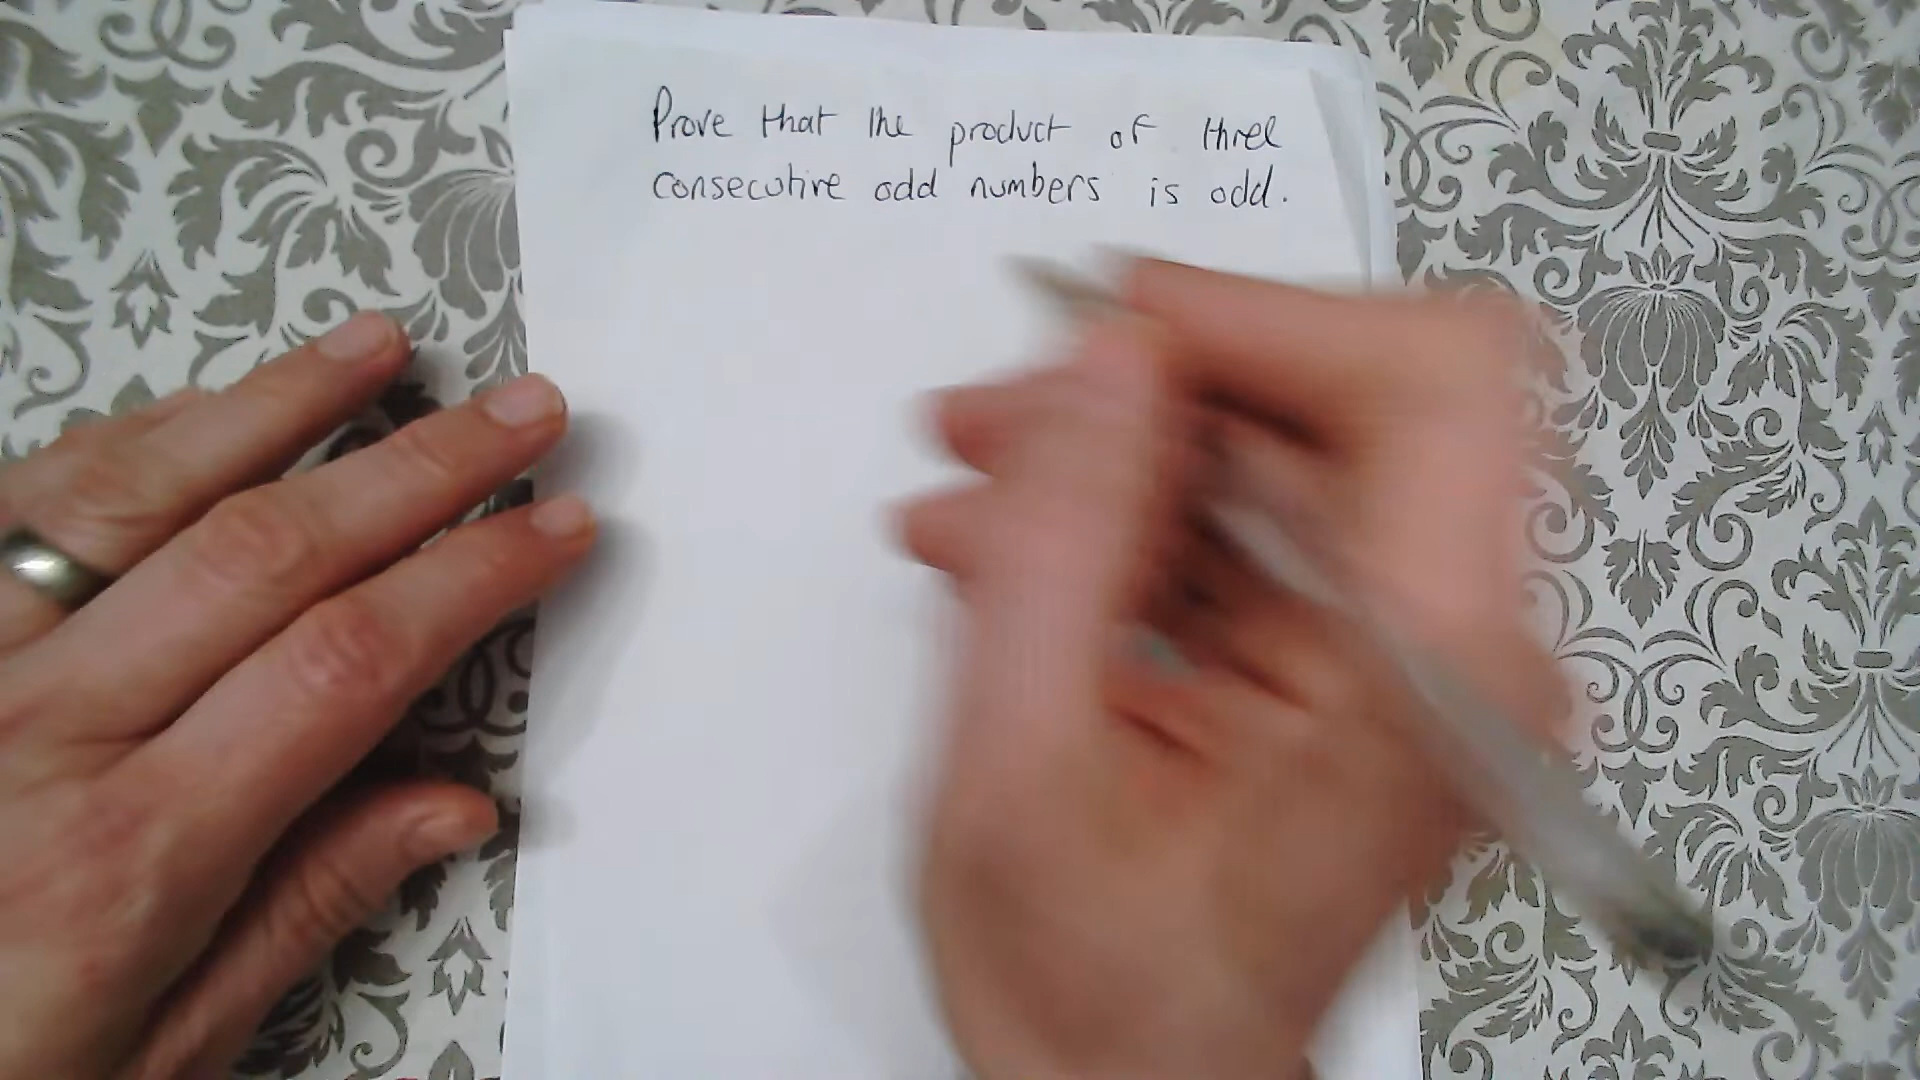 Prove that the product of three
consecutive odd numbers is odd.